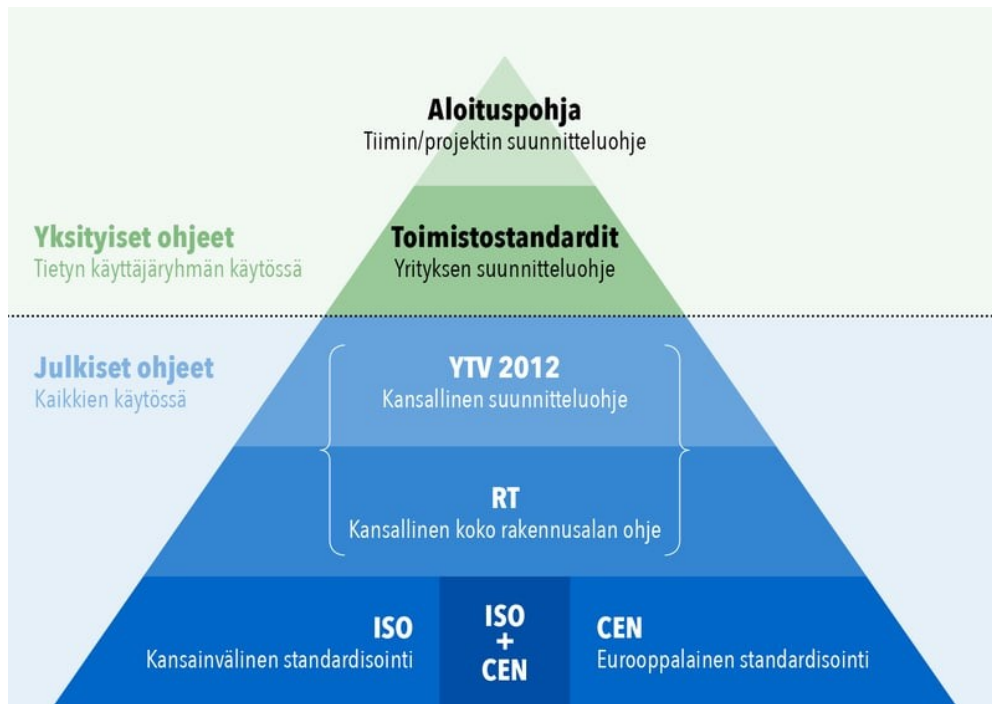 Aloituspohja
Tiimin/projektin suunnitteluohje
Yksityiset ohjeet
Tietyn käyttäjäryhmän käytössä
Toimistostandardit
Yrityksen suunnitteluohje
Julkiset ohjeet
Kaikkien käytössä
YTV 2012
Kansallinen suunnitteluohje
RT
Kansallinen koko rakennusalan ohje
ISO
Kansainvälinen standardisointi
ISO
+
CEN
CEN
Eurooppalainen standardisointi